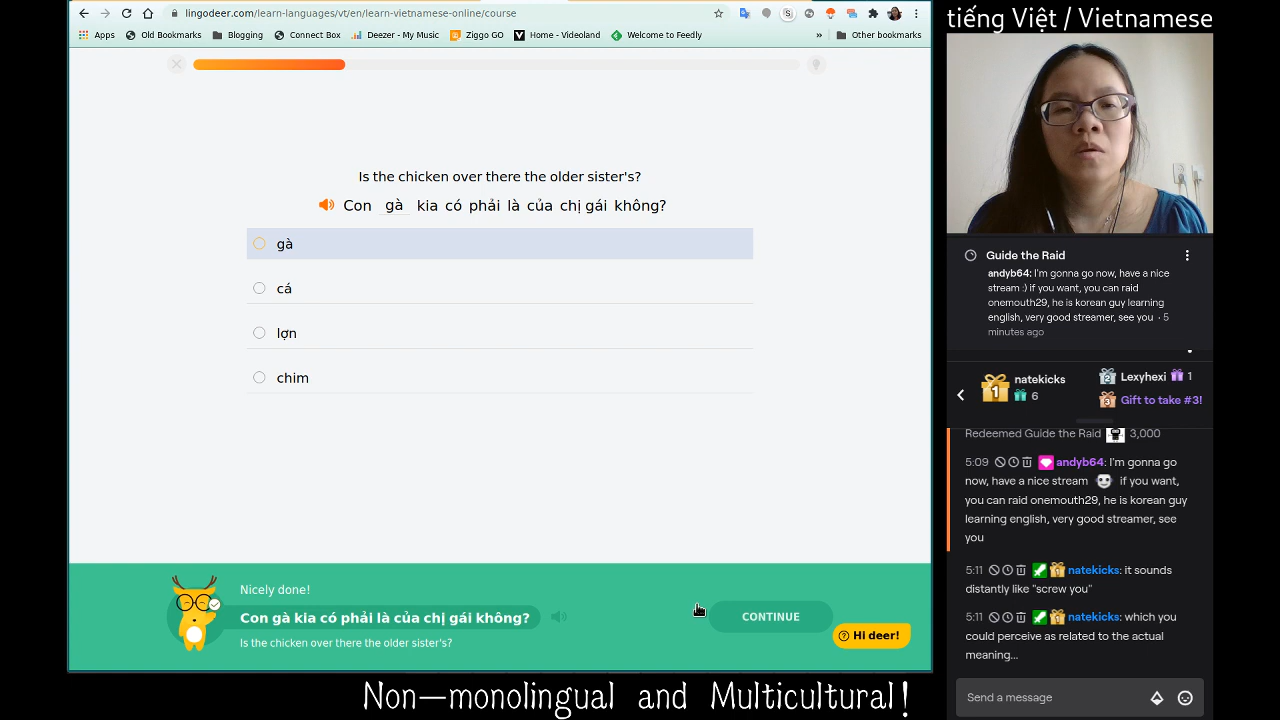 lingodeer.com/learn-languages/vt/en/learn-vietnamese-online/course
Apps Old Bookmarks Blogging Connect Box Deezer - My Music Ziggo GO Home - Videoland Welcome to Feedly » Other bookmarks
Is the chicken over there the older sister's?
Con gà kia có phải là của chị gái không?
gà
cá
lợn
chim
Nicely done!
Con gà kia có phải là của chị gái không?
Is the chicken over there the older sister's?
CONTINUE
Hi deer!
Non-monolingual and Multicultural!
tiếng Việt / Vietnamese
Guide the Raid
andyb64: I'm gonna go now, have a nice
stream :) if you want, you can raid
onemouth29, he is korean guy learning
english, very good streamer, see you · 5
minutes ago
natekicks
6
Lexyhexi 1
Gift to take #3!
Redeemed Guide the Raid 3,000
5:09 andyb64: I'm gonna go
now, have a nice stream if you want,
you can raid onemouth29, he is korean guy
learning english, very good streamer, see
you
5:11 natekicks: it sounds
distantly like "screw you"
5:11 natekicks: which you
could perceive as related to the actual
meaning...
Send a message